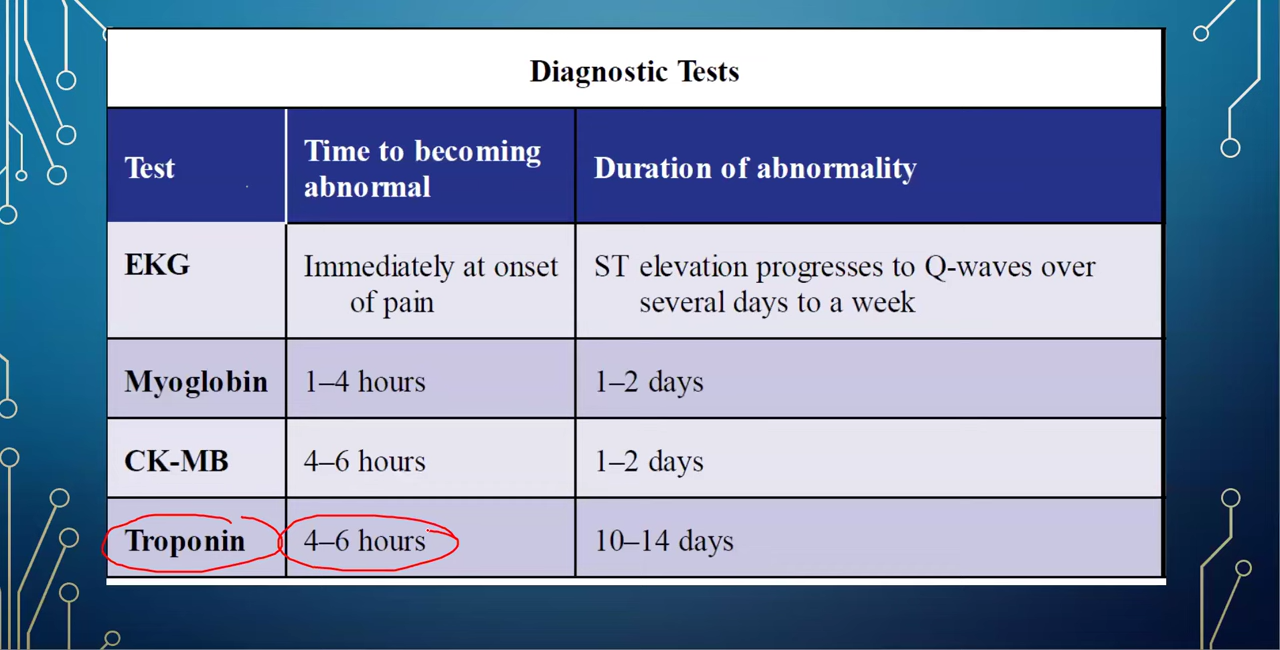 Diagnostic Tests
Test
Time to becoming
abnormal
Duration of abnormality
EKG
Immediately at onset
of pain
ST elevation progresses to Q-waves over
several days to a week
Myoglobin
1–4 hours
1–2 days
CK-MB
4–6 hours
1–2 days
Troponin
4–6 hours
10–14 days